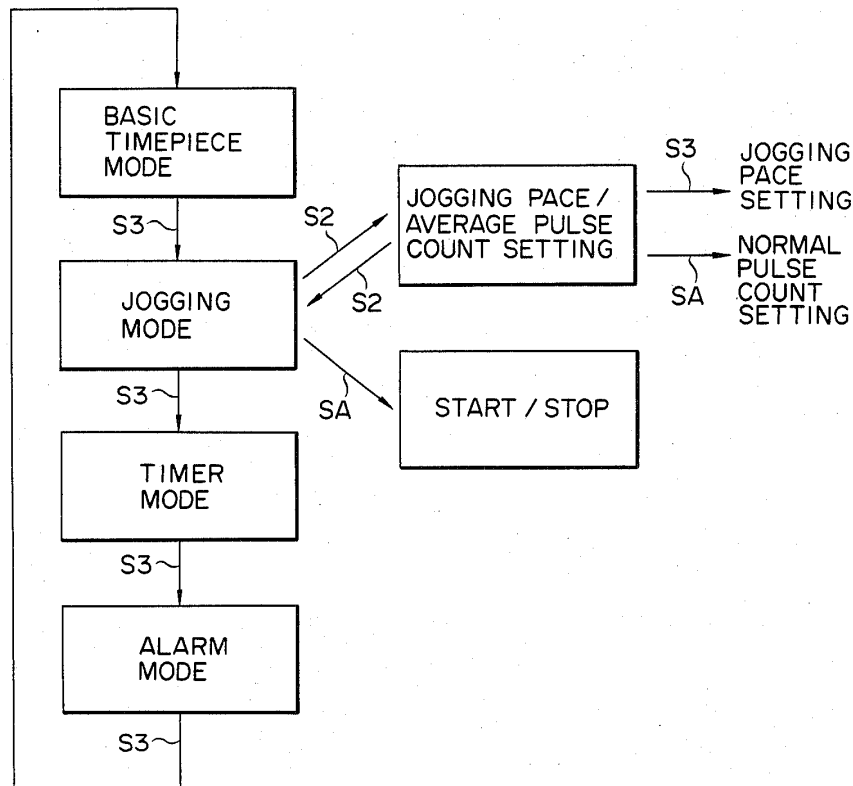 BASIC
TIMEPIECE
MODE
S3
JOGGING
MODE
S2
S2
JOGGING PACE /
AVERAGE PULSE
COUNT SETTING
S3
JOGGING
PACE
SETTING
SA
NORMAL
PULSE
COUNT
SETTING
SA
START / STOP
S3
TIMER
MODE
S3
ALARM
MODE
S3